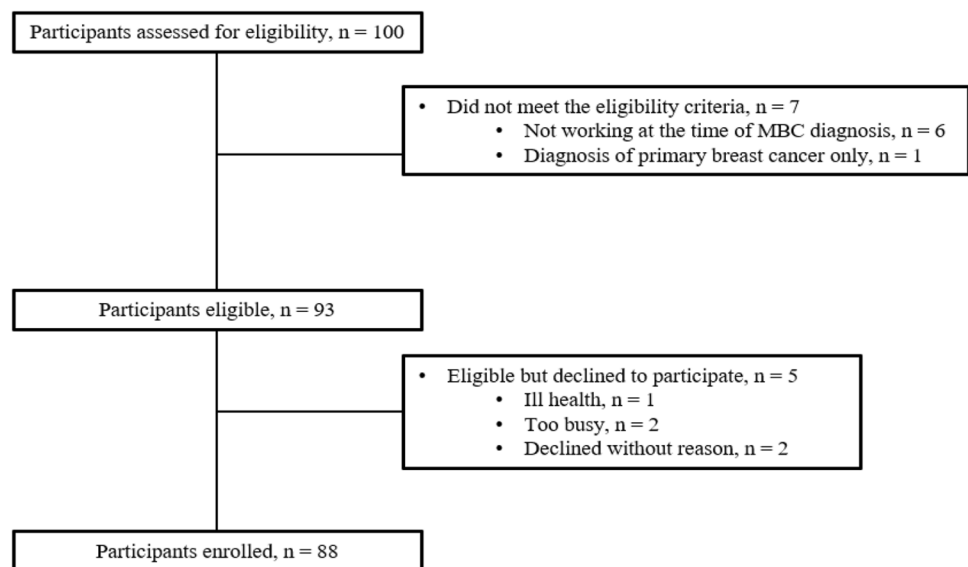 Participants assessed for eligibility, n = 100
• Did not meet the eligibility criteria, n = 7
• Not working at the time of MBC diagnosis, n = 6
• Diagnosis of primary breast cancer only, n = 1
Participants eligible, n = 93
• Eligible but declined to participate, n = 5
• Ill health, n = 1
• Too busy, n = 2
• Declined without reason, n = 2
Participants enrolled, n = 88